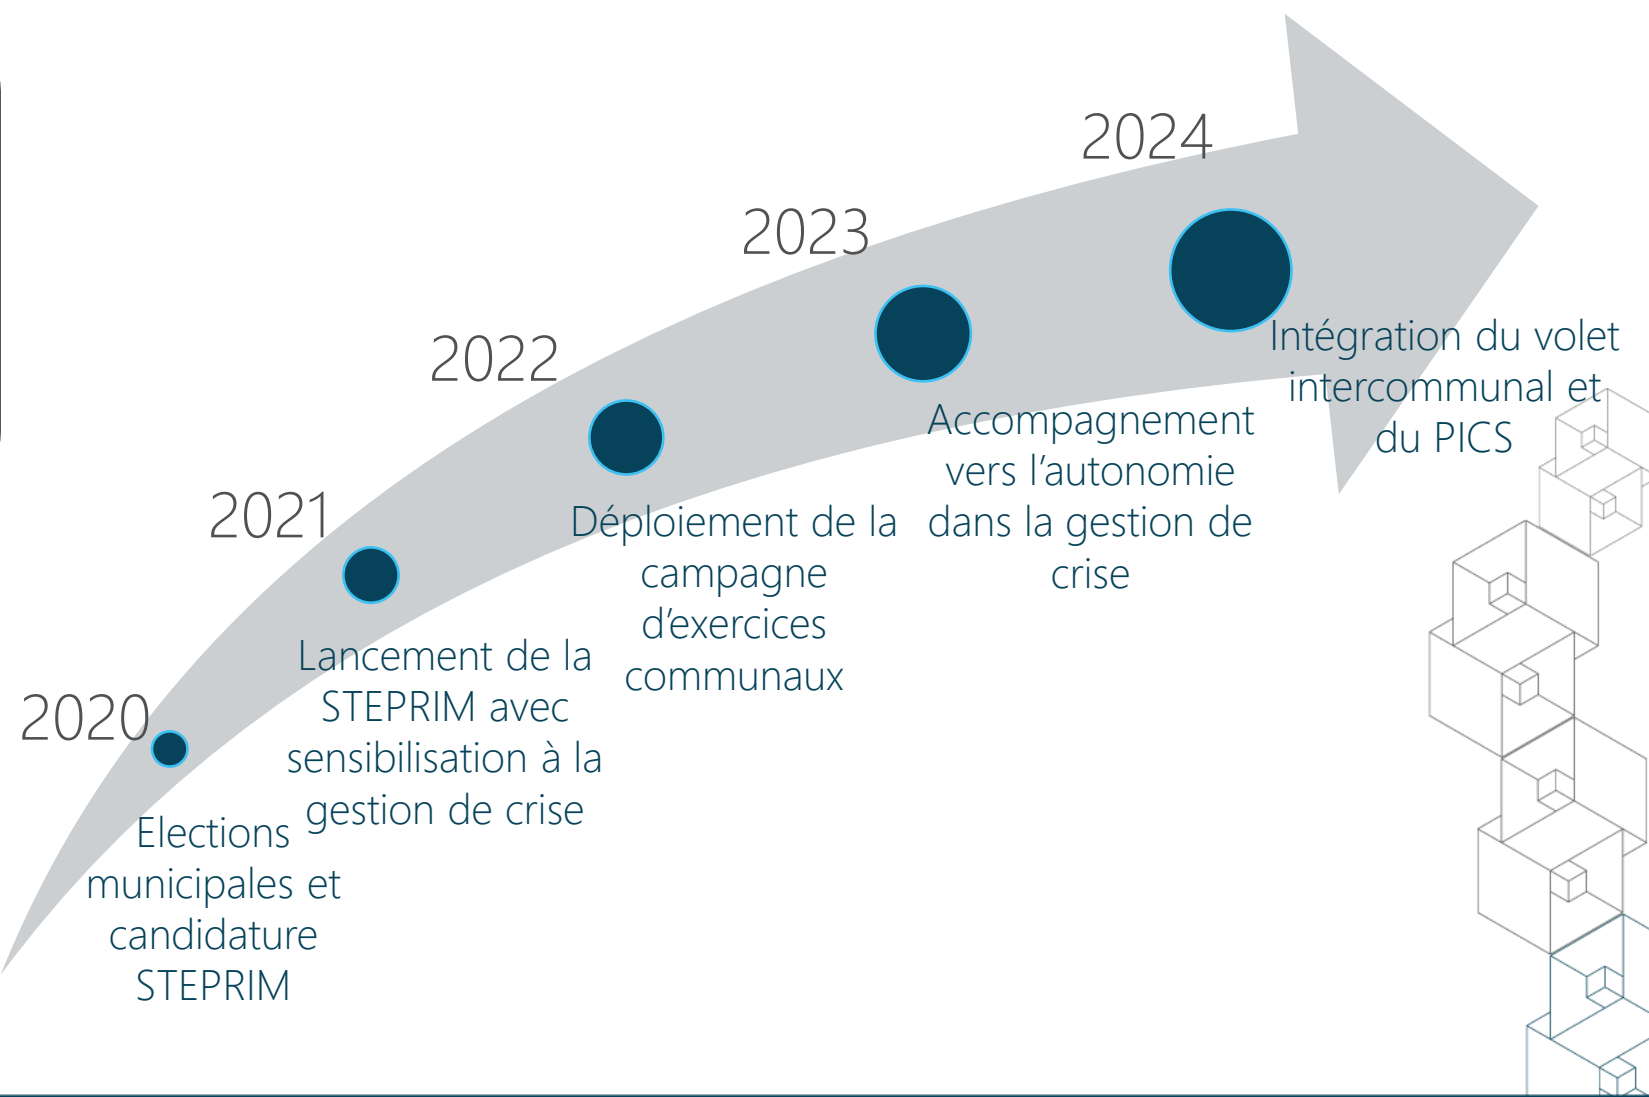 2020
Elections
municipales et
candidature
STEPRIM
2021
Lancement de la
STEPRIM avec
sensibilisation à la
gestion de crise
2022
Déploiement de la
campagne
d’exercices
communaux
2023
Accompagnement
vers l’autonomie
dans la gestion de
crise
2024
Intégration du volet
intercommunal et
du PICS